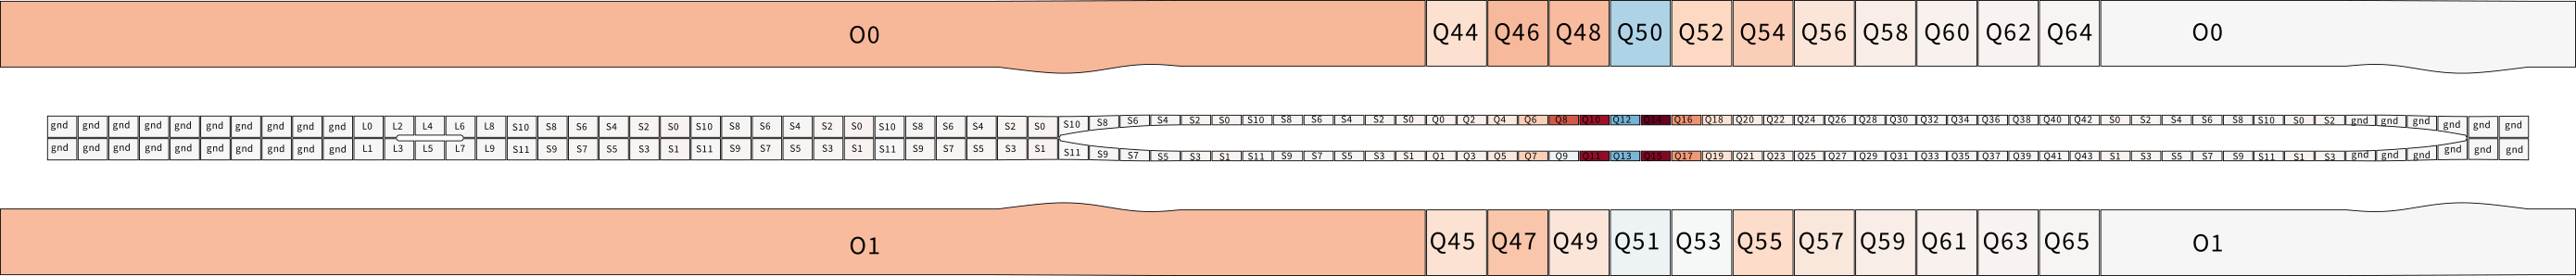 O0 Q44 Q46 Q48 Q50 Q52 Q54 Q56 Q58 Q60 Q62 Q64 O0
gnd gnd gnd gnd gnd gnd gnd gnd gnd gnd L0 L2 L4 L6 L8 S10 S8 S6 S4 S2 S0 S10 S8 S6 S4 S2 S0 S10 S8 S6 S4 S2 S0 S10 S8 S6 S4 S2 S0 S10 S8 S6 S4 S2 S0 Q0 Q2 Q4 Q6 Q8 Q10 Q12 Q14 Q16 Q18 Q20 Q22 Q24 Q26 Q28 Q30 Q32 Q34 Q36 Q38 Q40 Q42 S0 S2 S4 S6 S8 S10 S0 S2 gnd gnd gnd gnd gnd gnd
gnd gnd gnd gnd gnd gnd gnd gnd gnd gnd L1 L3 L5 L7 L9 S11 S9 S7 S5 S3 S1 S11 S9 S7 S5 S3 S1 S11 S9 S7 S5 S3 S1 S11 S9 S7 S5 S3 S1 S11 S9 S7 S5 S3 S1 Q1 Q3 Q5 Q7 Q9 Q11 Q13 Q15 Q17 Q19 Q21 Q23 Q25 Q27 Q29 Q31 Q33 Q35 Q37 Q39 Q41 Q43 S1 S3 S5 S7 S9 S11 S1 S3 gnd gnd gnd gnd gnd gnd
O1 Q45 Q47 Q49 Q51 Q53 Q55 Q57 Q59 Q61 Q63 Q65 O1